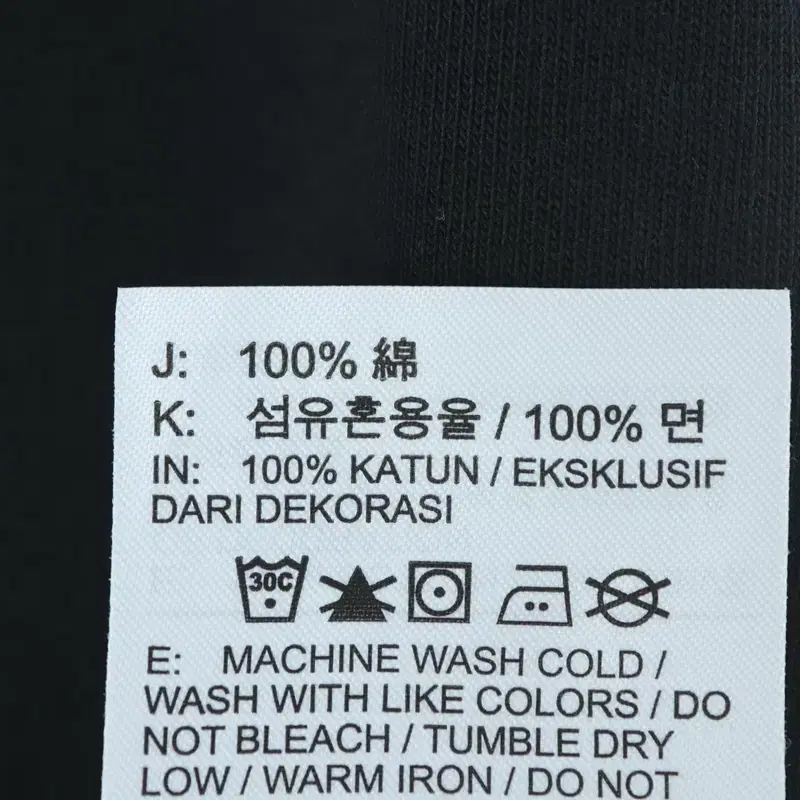 J: 100% 綿
K: 섬유혼용율 / 100% 면
IN: 100% KATUN / EKSKLUSIF
DARI DEKORASI
30C
E: MACHINE WASH COLD /
WASH WITH LIKE COLORS / DO
NOT BLEACH / TUMBLE DRY
LOW / WARM IRON / DO NOT